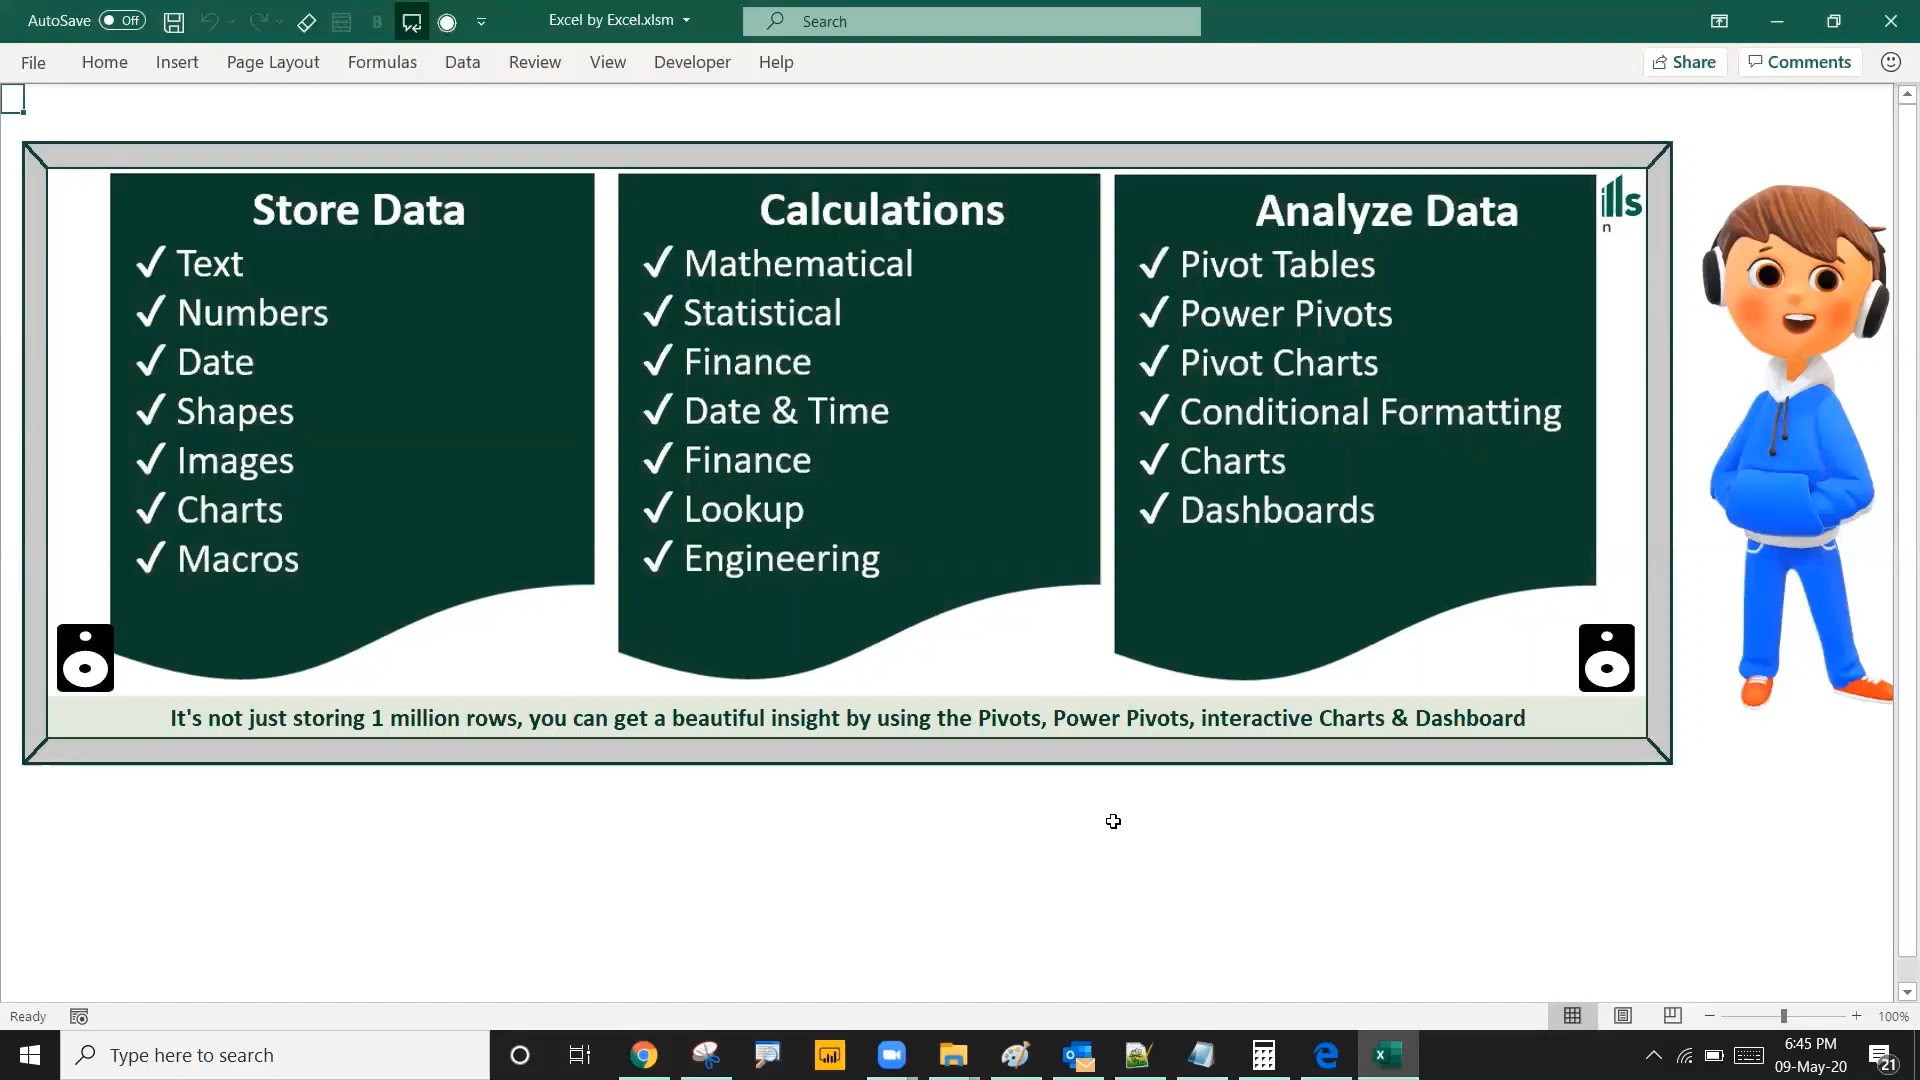 AutoSave Off B Excel by Excel.xlsm Search
File Home Insert Page Layout Formulas Data Review View Developer Help Share Comments
Store Data
✓ Text
✓ Numbers
✓ Date
✓ Shapes
✓ Images
✓ Charts
✓ Macros
Calculations
✓ Mathematical
✓ Statistical
✓ Finance
✓ Date & Time
✓ Finance
✓ Lookup
✓ Engineering
Analyze Data
✓ Pivot Tables
✓ Power Pivots
✓ Pivot Charts
✓ Conditional Formatting
✓ Charts
✓ Dashboards
ills
n
It's not just storing 1 million rows, you can get a beautiful insight by using the Pivots, Power Pivots, interactive Charts & Dashboard
Ready 100%
Type here to search
6:45 PM
09-May-20
21